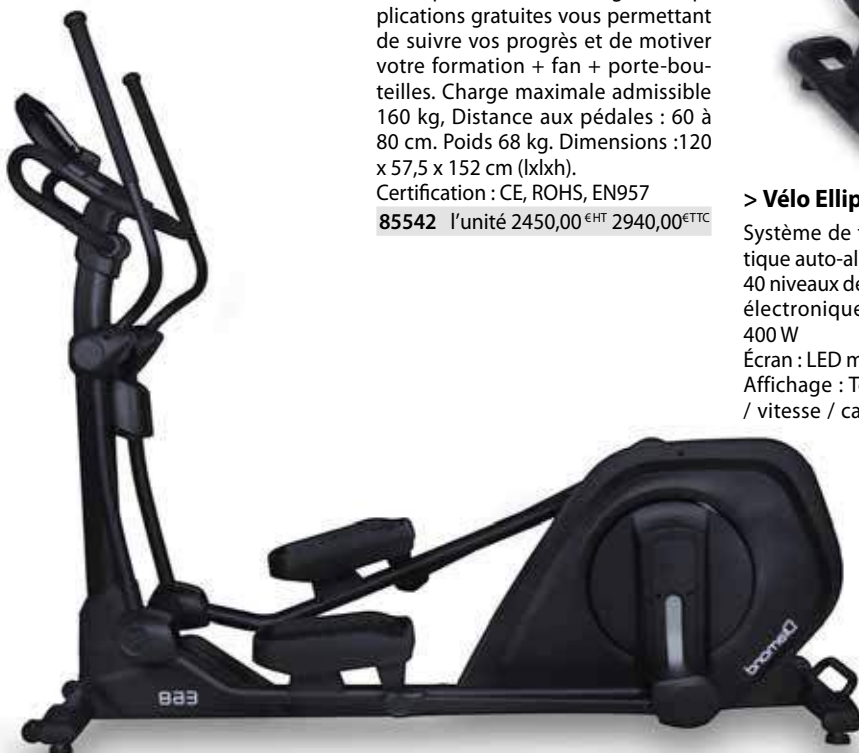 plications gratuites vous permettant
de suivre vos progrès et de motiver
votre formation + fan + porte-bou-
teilles. Charge maximale admissible
160 kg, Distance aux pédales : 60 à
80 cm. Poids 68 kg. Dimensions :120
x 57,5 x 152 cm (lxlxh).
Certification : CE, ROHS, EN957
85542 l'unité 2450,00 €HT 2940,00€TTC
> Vélo Ellip
Système de
tique auto-al
40 niveaux de
électronique
400 W
Écran : LED m
Affichage : T
/ vitesse / ca
Diamond
E68